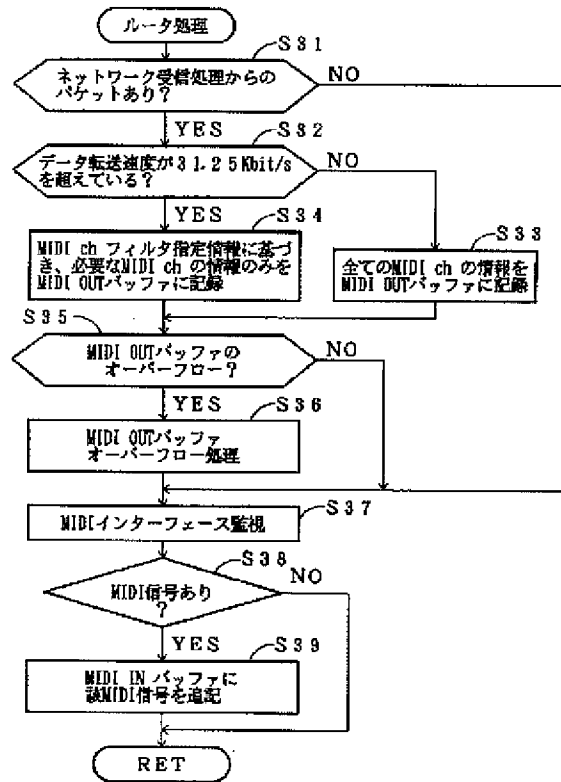 ルータ処理
S31
ネットワーク受信処理からの
パケットあり?
NO
YES
S32
データ転送速度が31.25Kbit/s
を超えている?
NO
YES
S34
MIDI ch フィルタ指定情報に基づ
き、必要なMIDI ch の情報のみを
MIDI OUTバッファに記録
S33
全てのMIDI ch の情報を
MIDI OUTバッファに記録
S35
MIDI OUTバッファの
オーバーフロー?
NO
YES
S36
MIDI OUTバッファ
オーバーフロー処理
S37
MIDIインターフェース監視
S38
MIDI信号あり
?
NO
YES
S39
MIDI IN バッファに
該MIDI信号を追記
RET